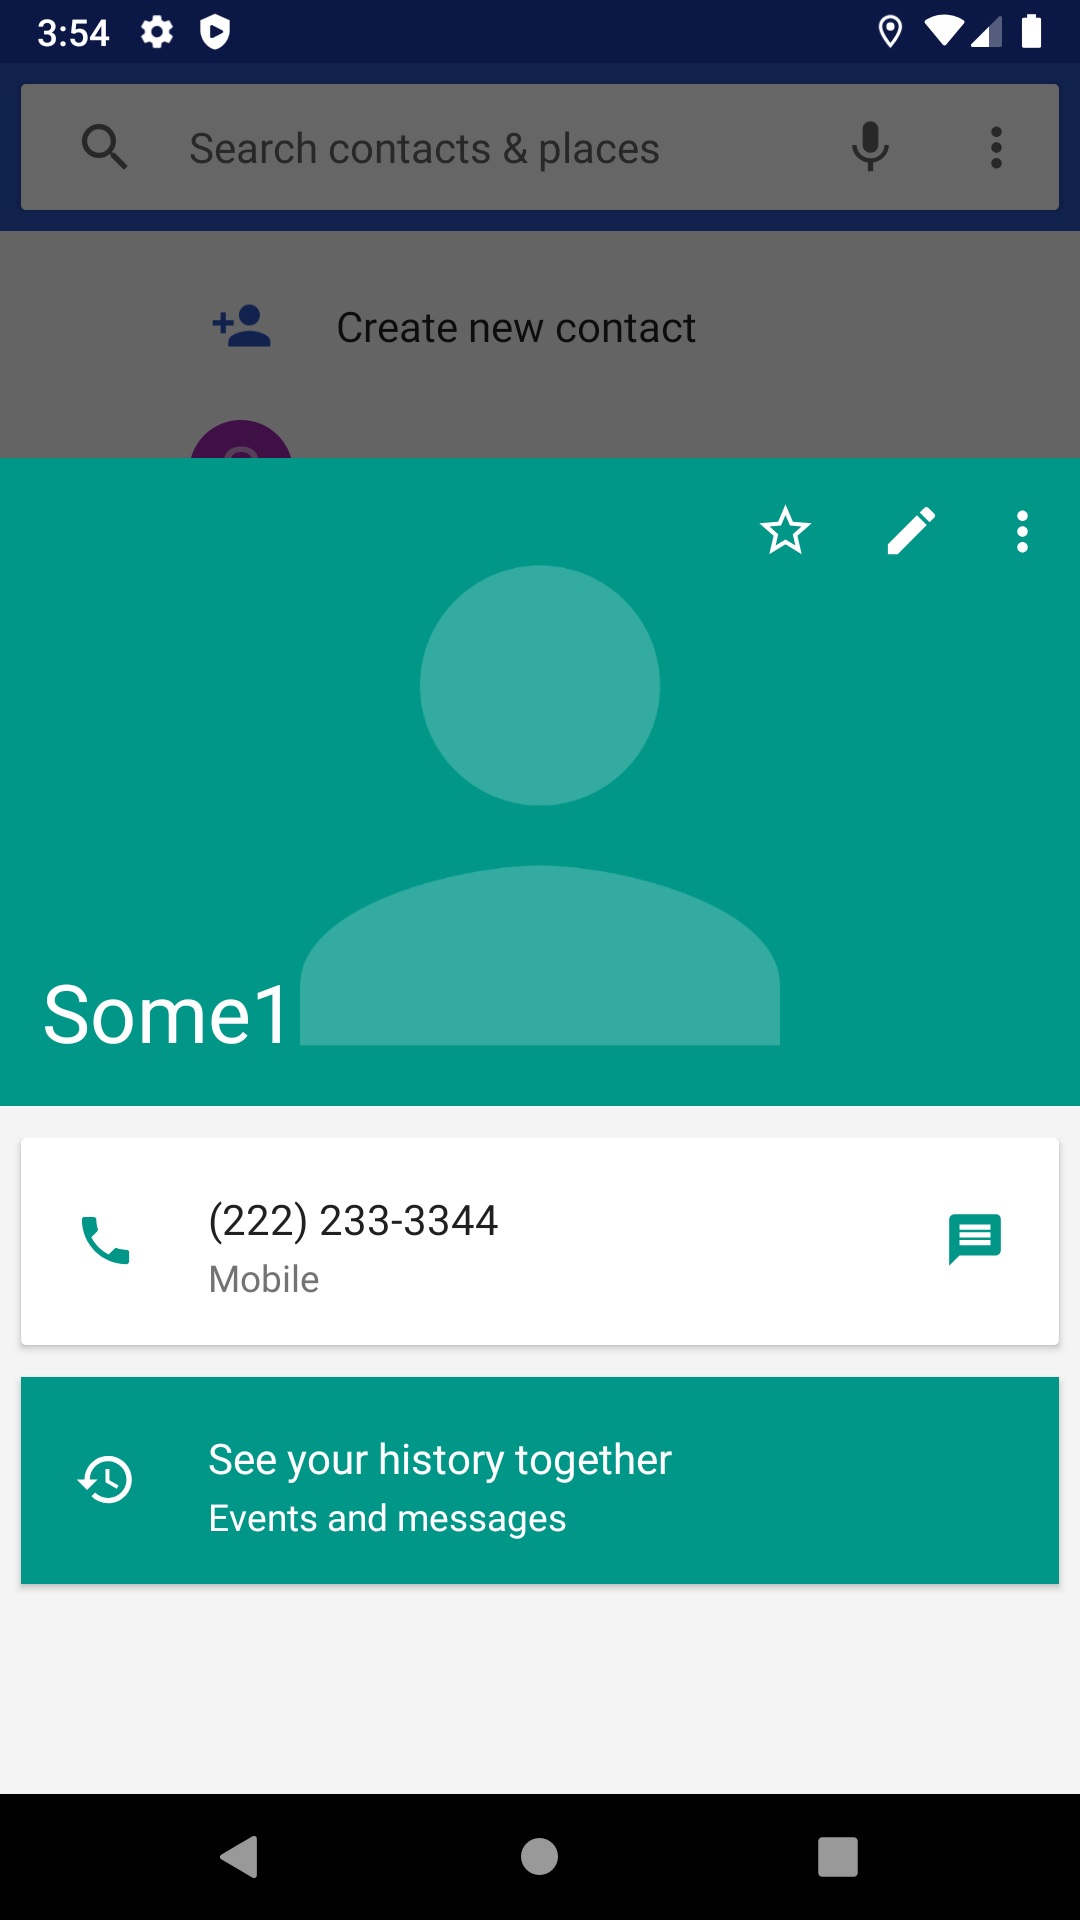 3:54
Search contacts & places
Create new contact
Some1
(222) 233-3344
Mobile
See your history together
Events and messages